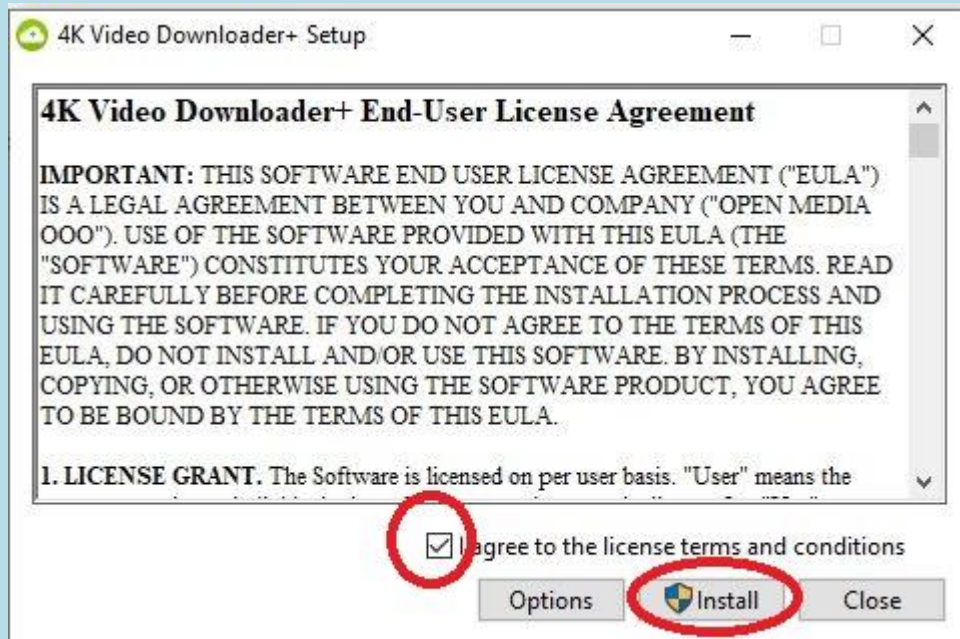 4K Video Downloader+ Setup
4K Video Downloader+ End-User License Agreement
IMPORTANT: THIS SOFTWARE END USER LICENSE AGREEMENT ("EULA")
IS A LEGAL AGREEMENT BETWEEN YOU AND COMPANY ("OPEN MEDIA
OOO"). USE OF THE SOFTWARE PROVIDED WITH THIS EULA (THE
"SOFTWARE") CONSTITUTES YOUR ACCEPTANCE OF THESE TERMS. READ
IT CAREFULLY BEFORE COMPLETING THE INSTALLATION PROCESS AND
USING THE SOFTWARE. IF YOU DO NOT AGREE TO THE TERMS OF THIS
EULA, DO NOT INSTALL AND/OR USE THIS SOFTWARE. BY INSTALLING,
COPYING, OR OTHERWISE USING THE SOFTWARE PRODUCT, YOU AGREE
TO BE BOUND BY THE TERMS OF THIS EULA.
1. LICENSE GRANT. The Software is licensed on per user basis. "User" means the
I agree to the license terms and conditions
Options Install Close